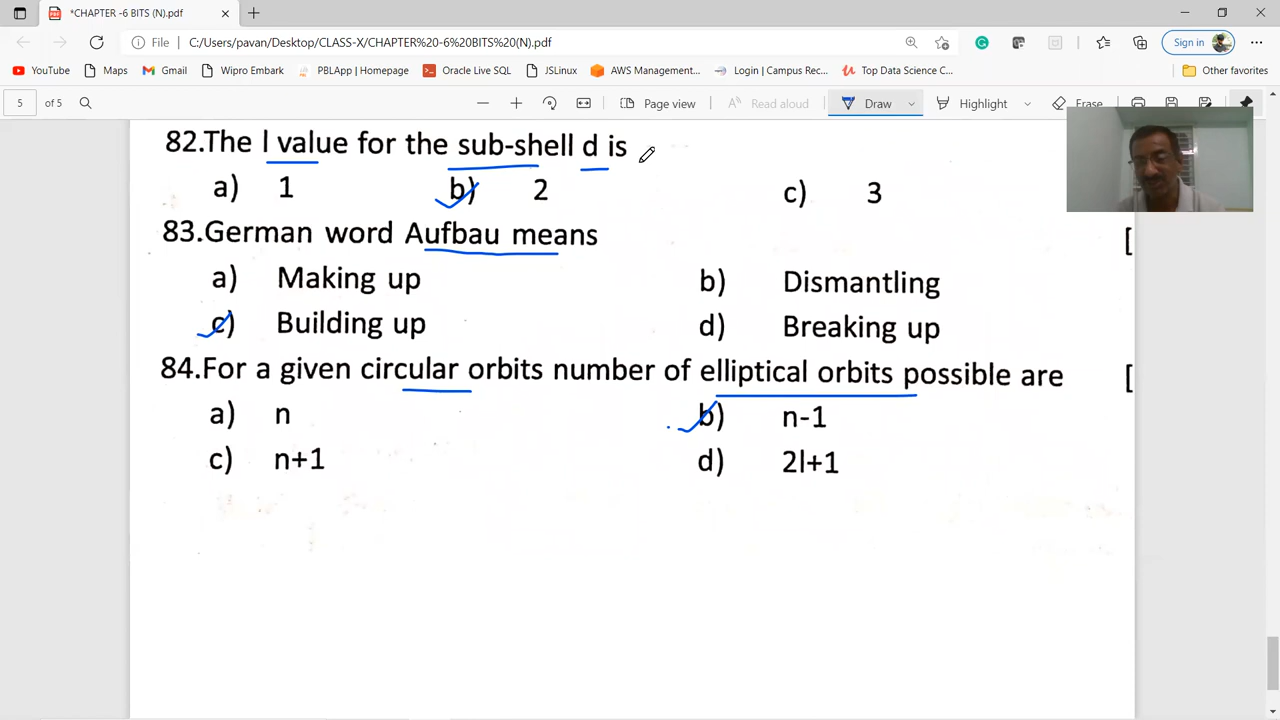 *CHAPTER -6 BITS (N).pdf
File C:/Users/pavan/Desktop/CLASS-X/CHAPTER%20-6%20BITS%20(N).pdf Sign in
YouTube Maps Gmail Wipro Embark PBLApp | Homepage Oracle Live SQL JSLinux AWS Management... Login | Campus Rec... Top Data Science C... Other favorites
5 of 5 Page view Read aloud Draw Highlight Erase
82.The l value for the sub-shell d is
a) 1 b) 2 c) 3
83.German word Aufbau means [
a) Making up b) Dismantling
c) Building up d) Breaking up
84.For a given circular orbits number of elliptical orbits possible are [
a) n b) n-1
c) n+1 d) 2l+1